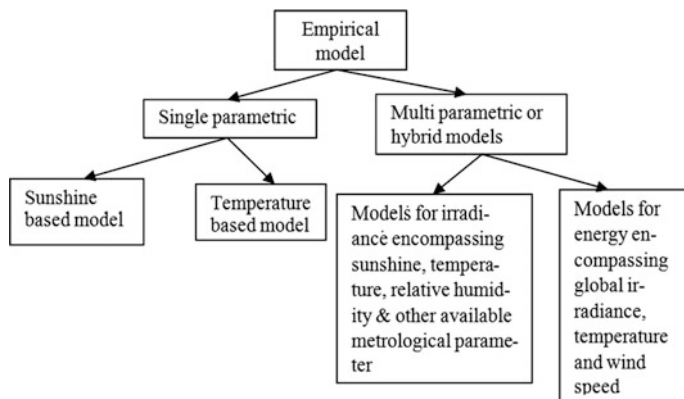 Empirical
model
Single parametric
Multi parametric or
hybrid models
Sunshine
based model
Temperature
based model
Models for irradi-
ance encompassing
sunshine, tempera-
ture, relative humid-
ity & other available
metrological parame-
ter
Models for
energy en-
compassing
global ir-
radiance,
temperature
and wind
speed